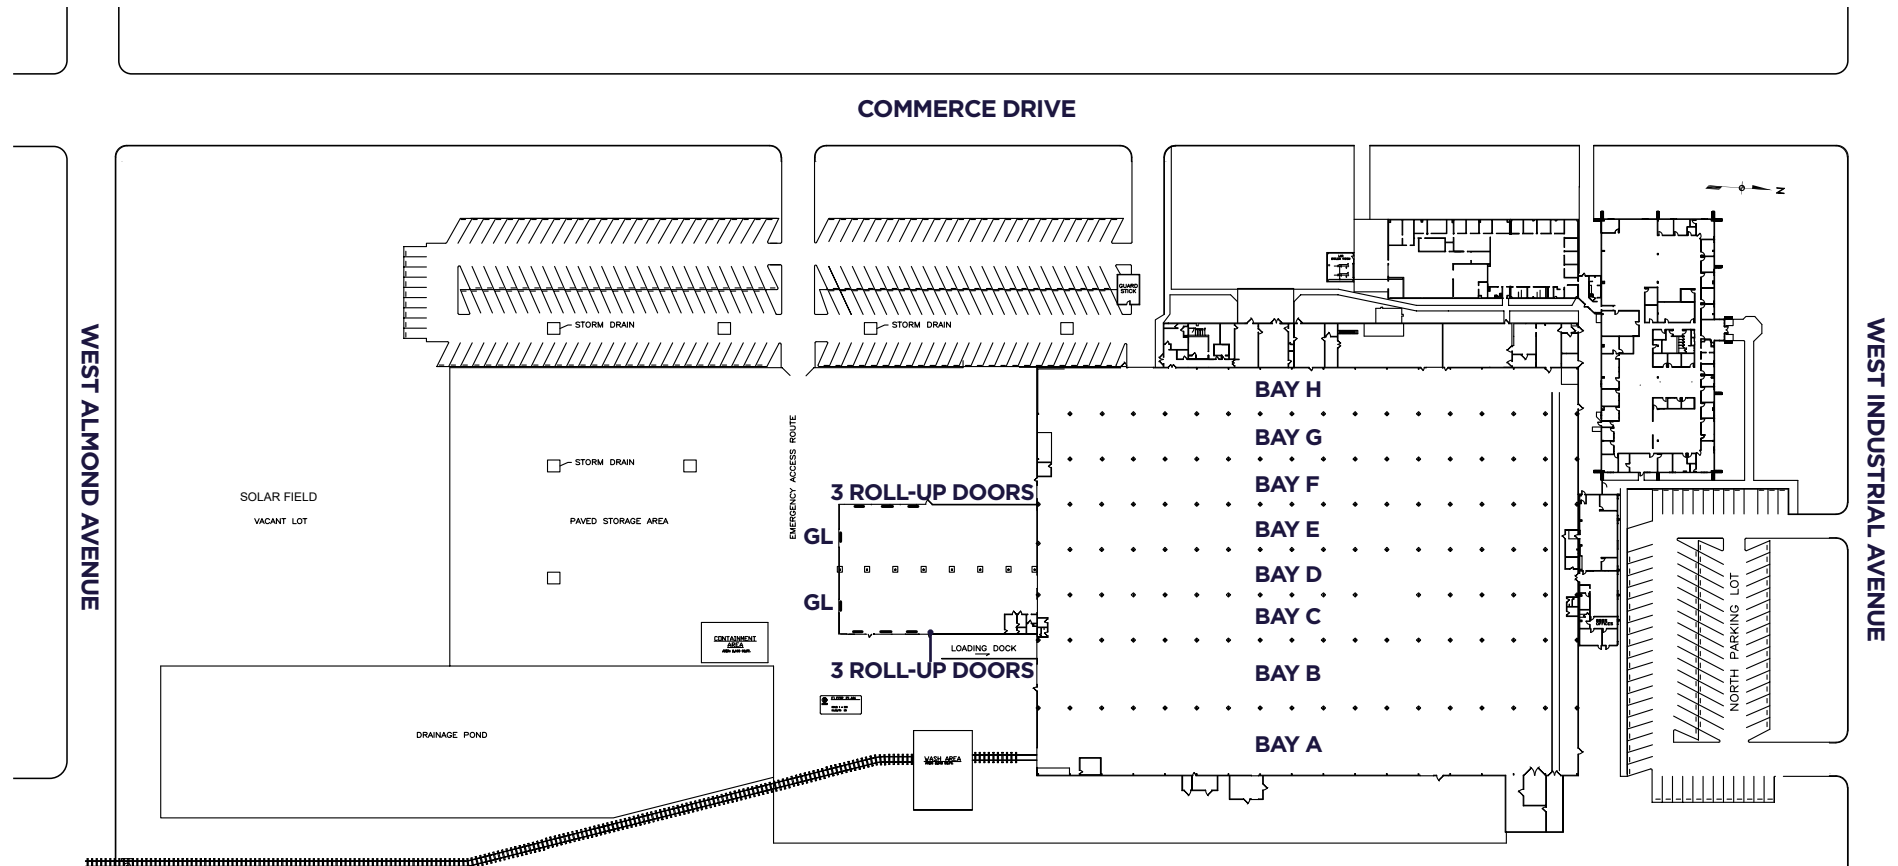 COMMERCE DRIVE
N
GUARD
STICK
STORM DRAIN
STORM DRAIN
WEST ALMOND AVENUE
WEST INDUSTRIAL AVENUE
BAY H
BAY G
BAY F
BAY E
BAY D
BAY C
BAY B
BAY A
EMERGENCY ACCESS ROUTE
STORM DRAIN
SOLAR FIELD
VACANT LOT
PAVED STORAGE AREA
3 ROLL-UP DOORS
GL
GL
CONTAINMENT
AREA
LOADING DOCK
3 ROLL-UP DOORS
NORTH PARKING LOT
DRAINAGE POND
WASH AREA